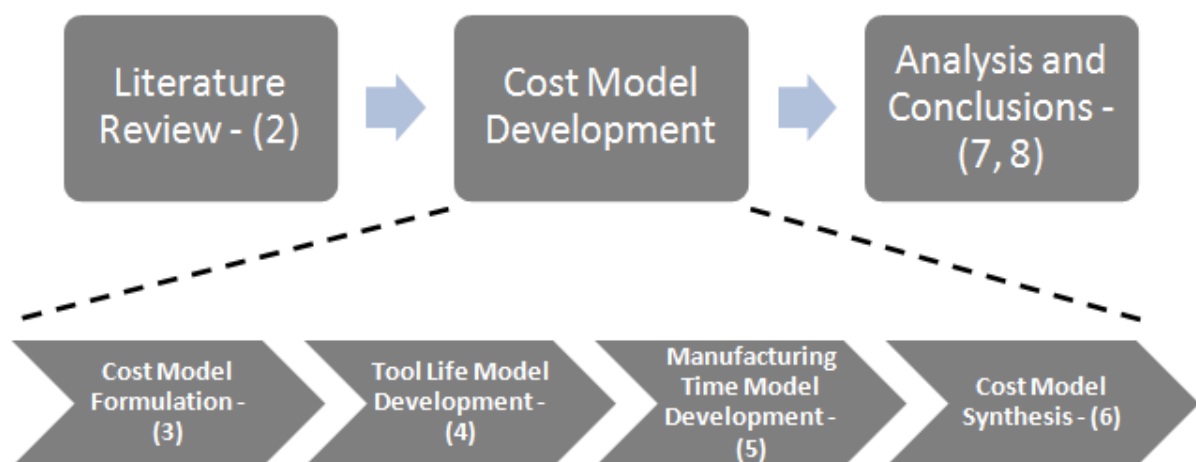 Literature
Review - (2)
Cost Model
Development
Analysis and
Conclusions -
(7, 8)
Cost Model
Formulation -
(3)
Tool Life Model
Development -
(4)
Manufacturing
Time Model
Development -
(5)
Cost Model
Synthesis - (6)